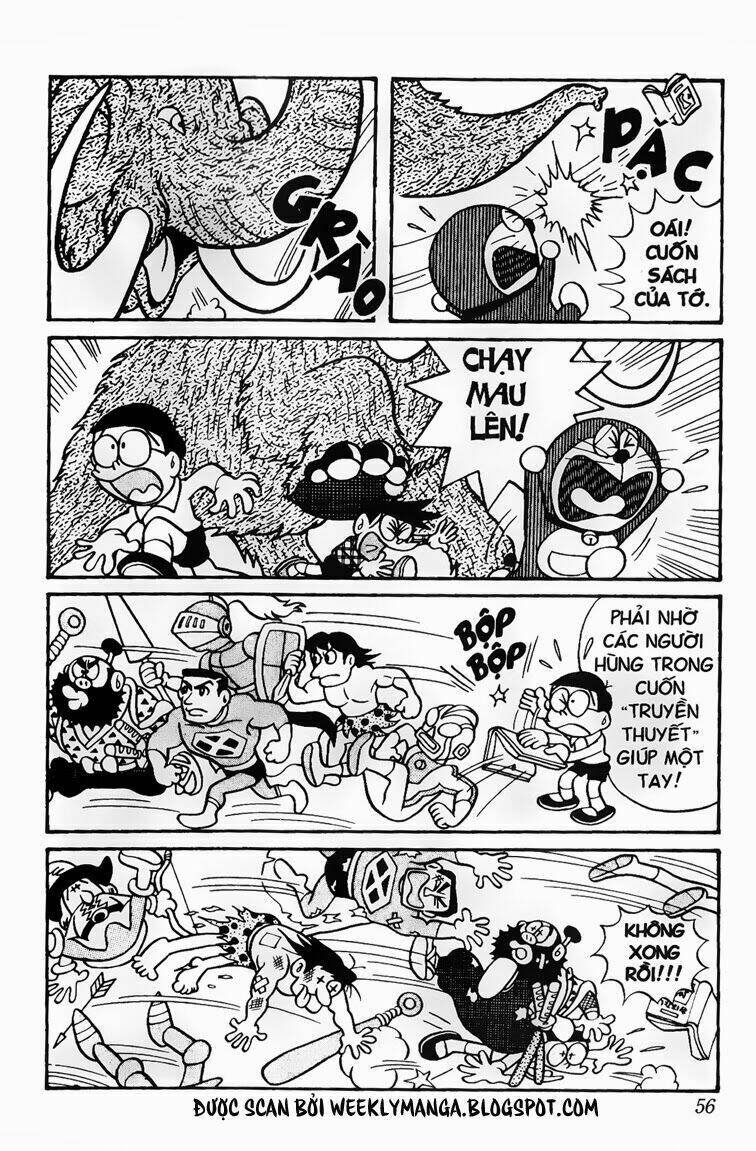 GRÀO
PẶC
OÁI!
CUỐN
SÁCH
CỦA TỚ.
CHẠY
MAU
LÊN!
BỘP
BỘP
PHẢI NHỜ
CÁC NGƯỜI
HÙNG TRONG
CUỐN
“TRUYỀN
THUYẾT”
GIÚP MỘT
TAY!
KHÔNG
XONG
RỒI!!!
ĐƯỢC SCAN BỞI WEEKLYMANGA.BLOGSPOT.COM
56